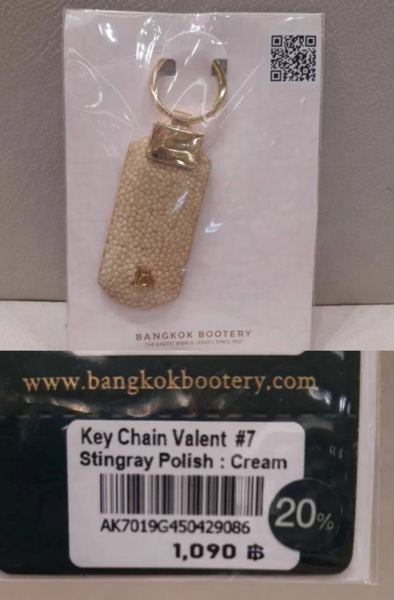 BANGKOK BOOTERY
THE EXOTIC WORLD LEGACY SINCE 1937
www.bangkokbootery.com
Key Chain Valent #7
Stingray Polish : Cream
AK7019G450429086
20%
1,090 ฿